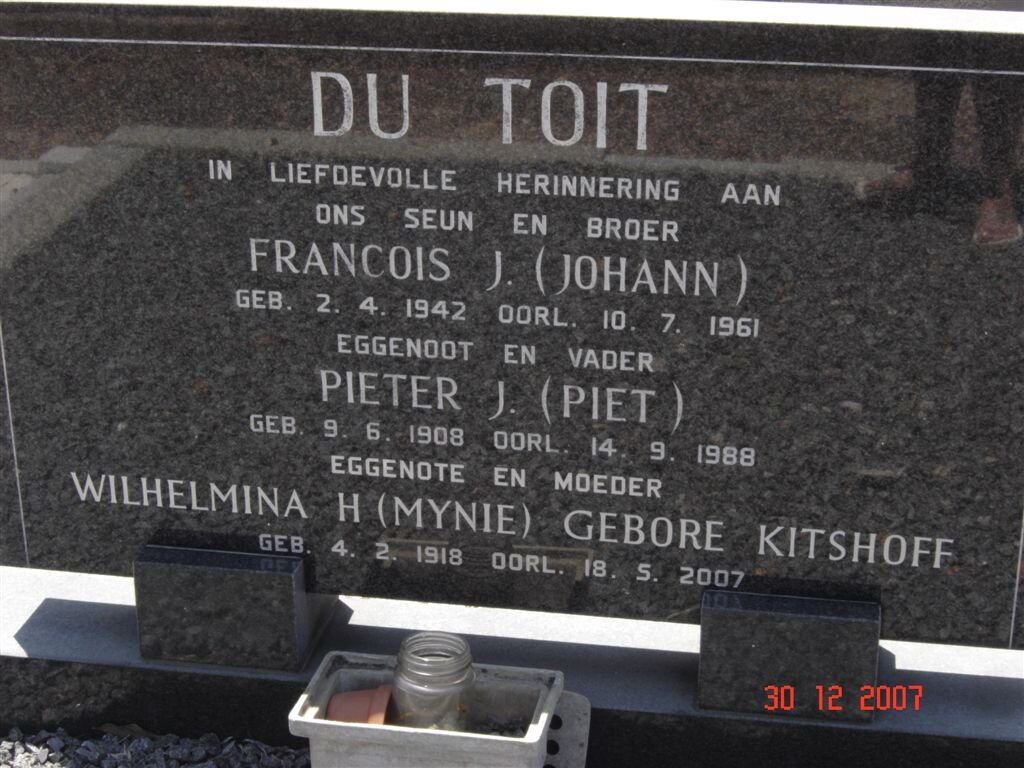 DU TOIT
IN LIEFDEVOLLE HERINNERING AAN
ONS SEUN EN BROER
FRANCOIS J. (JOHANN)
GEB. 2. 4. 1942 OORL. 10. 7. 1961
EGGENOOT EN VADER
PIETER J. (PIET)
GEB. 9. 6. 1908 OORL. 14. 9. 1988
EGGENOTE EN MOEDER
WILHELMINA H (MYNIE) GEBORE KITSHOFF
GEB. 4. 2. 1918 OORL. 18. 5. 2007
30 12 2007